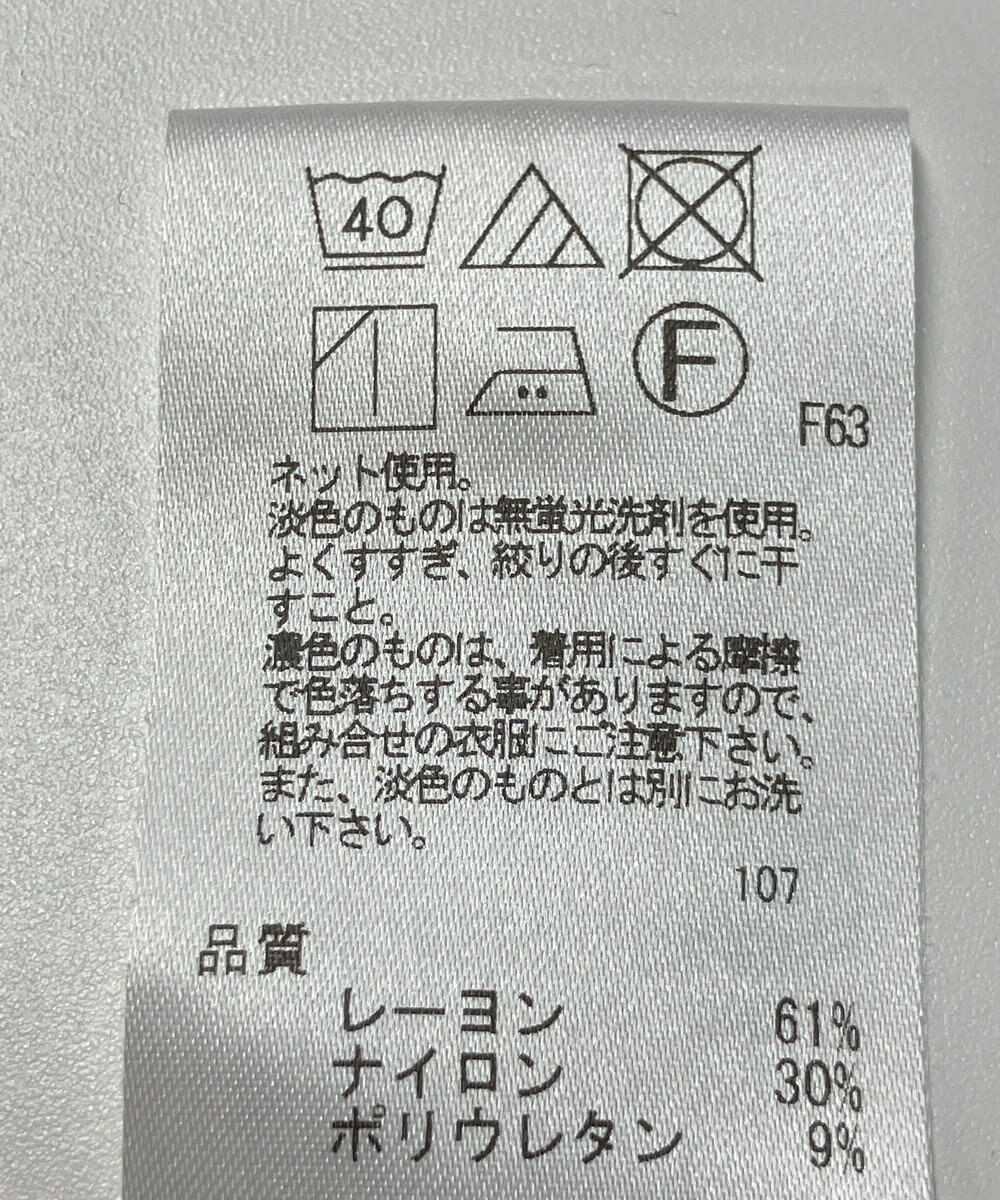 40
F
F63
ネット使用。
淡色のものは無蛍光洗剤を使用。
よくすすぎ、絞りの後すぐに干
すこと。
濃色のものは、着用による摩擦
で色落ちする事がありますので、
組み合せの衣服にご注意下さい。
また、淡色のものとは別にお洗
い下さい。
107
品質
レーヨン 61%
ナイロン 30%
ポリウレタン 9%